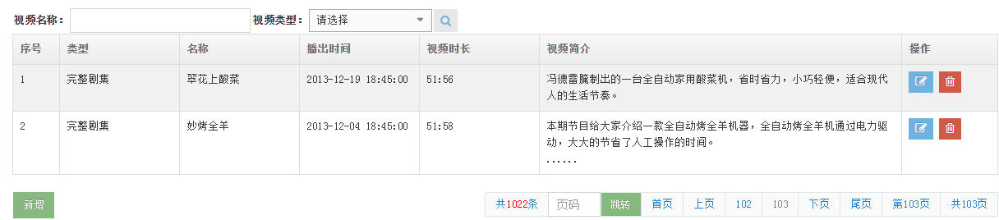 视频名称： 视频类型： 请选择
序号 类型 名称 播出时间 视频时长 视频简介 操作
1 完整剧集 翠花上酸菜 2013-12-19 18:45:00 51:56 冯德雷腌制出的一台全自动家用酸菜机，省时省力，小巧轻便，适合现代
人的生活节奏。
2 完整剧集 妙烤全羊 2013-12-04 18:45:00 51:58 本期节目给大家介绍一款全自动烤全羊机器，全自动烤全羊机通过电力驱
动，大大的节省了人工操作的时间。
......
新增 共1022条 页码 跳转 首页 上页 102 103 下页 尾页 第103页 共103页